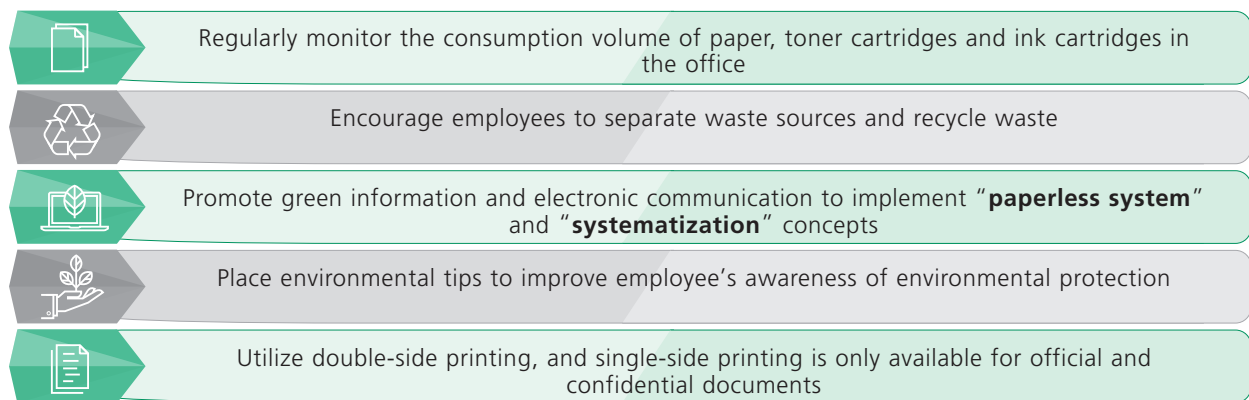 Regularly monitor the consumption volume of paper, toner cartridges and ink cartridges in
the office
Encourage employees to separate waste sources and recycle waste
Promote green information and electronic communication to implement “paperless system”
and “systematization” concepts
Place environmental tips to improve employee’s awareness of environmental protection
Utilize double-side printing, and single-side printing is only available for official and
confidential documents